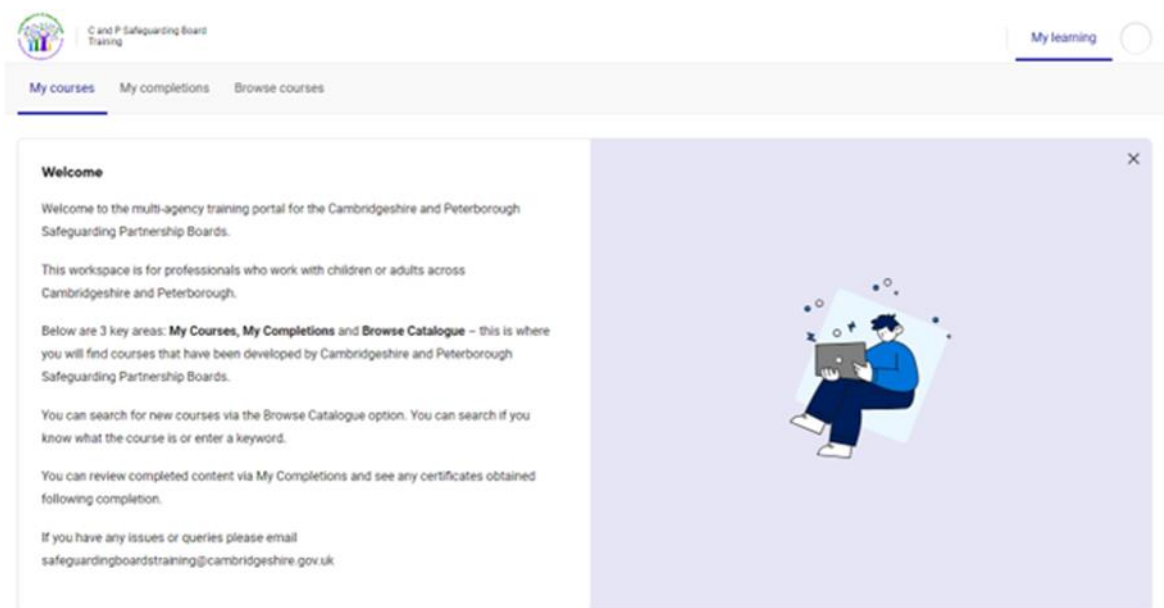 C and P Safeguarding Board
Training
My learning
My courses My completions Browse courses
Welcome
Welcome to the multi-agency training portal for the Cambridgeshire and Peterborough
Safeguarding Partnership Boards.
This workspace is for professionals who work with children or adults across
Cambridgeshire and Peterborough.
Below are 3 key areas: My Courses, My Completions and Browse Catalogue – this is where
you will find courses that have been developed by Cambridgeshire and Peterborough
Safeguarding Partnership Boards.
You can search for new courses via the Browse Catalogue option. You can search if you
know what the course is or enter a keyword.
You can review completed content via My Completions and see any certificates obtained
following completion.
If you have any issues or queries please email
safeguardingboardstraining@cambridgeshire.gov.uk